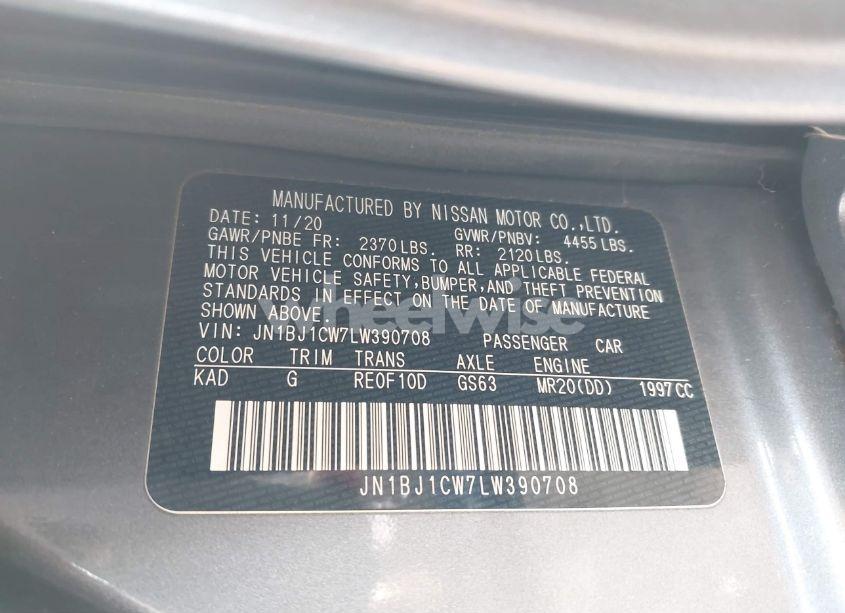 MANUFACTURED BY NISSAN MOTOR CO.,LTD.
DATE: 11/20
GAWR/PNBE FR: 2370LBS. GVWR/PNBV: 4455LBS.
RR: 2120LBS.
THIS VEHICLE CONFORMS TO ALL APPLICABLE FEDERAL
MOTOR VEHICLE SAFETY,BUMPER,AND THEFT PREVENTION
STANDARDS IN EFFECT ON THE DATE OF MANUFACTURE
SHOWN ABOVE.
wheelwise
VIN: JN1BJ1CW7LW390708 PASSENGER CAR
COLOR TRIM TRANS AXLE ENGINE
KAD G RE0F10D GS63 MR20(DD) 1997CC
JN1BJ1CW7LW390708